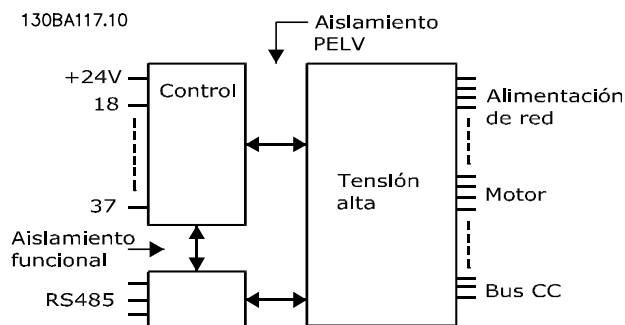 130BA117.10
Aislamiento
PELV
+24V
18
37
Control
Tensión
alta
Alimentación
de red
Motor
Bus CC
Aislamiento
funcional
RS485